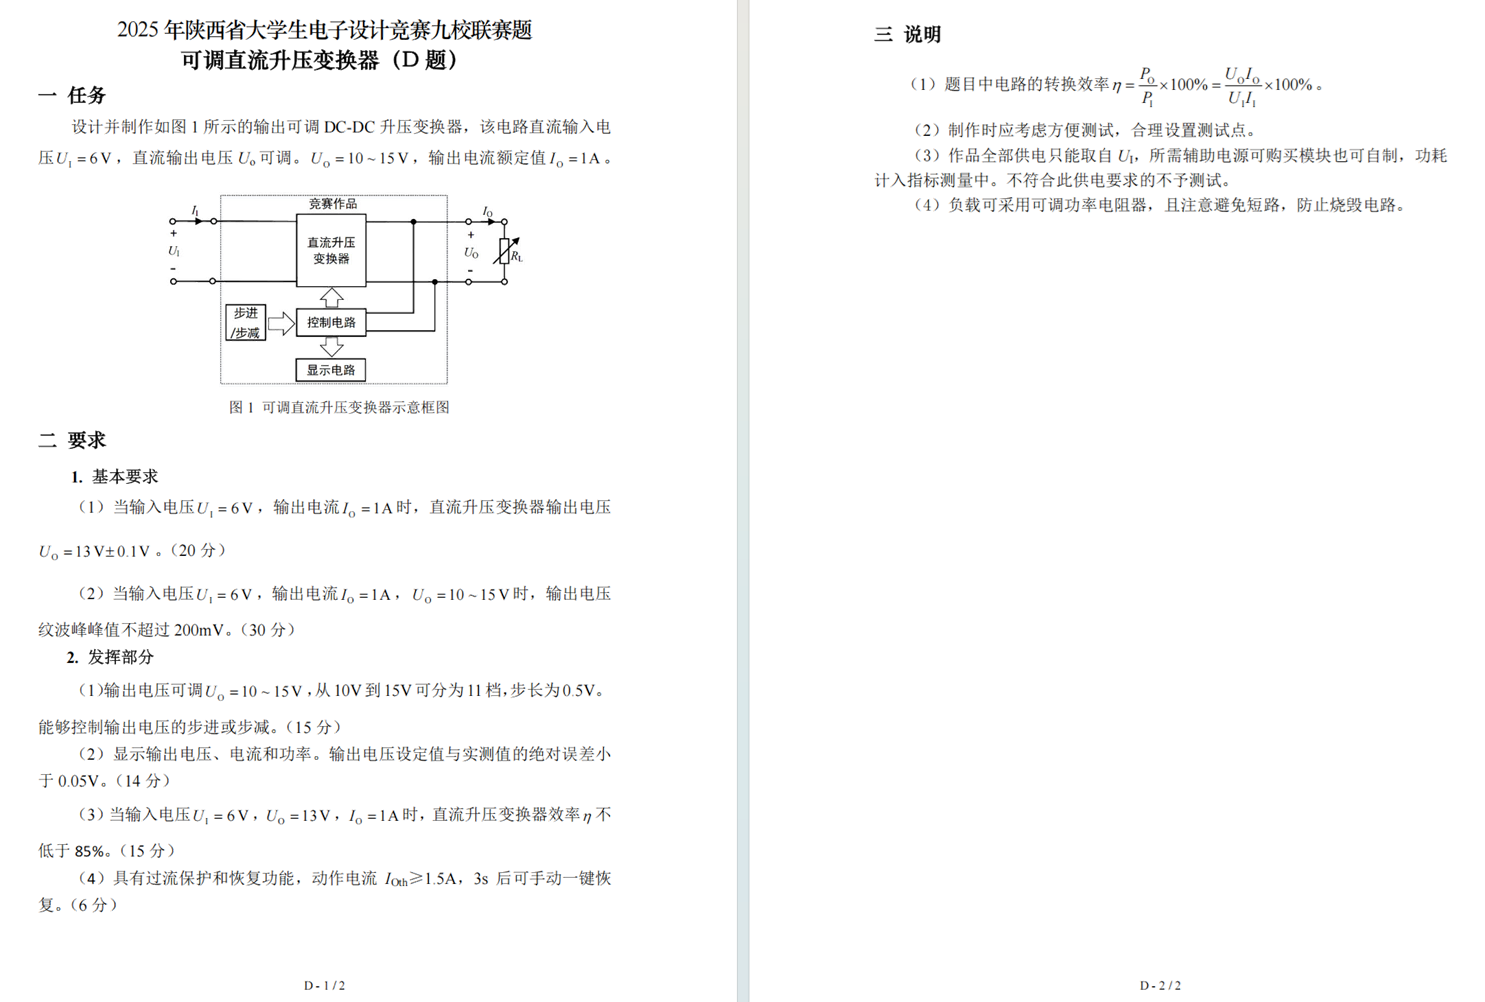 2025 年陕西省大学生电子设计竞赛九校联赛题
可调直流升压变换器（D 题）
一 任务
设计并制作如图 1 所示的输出可调 DC-DC 升压变换器，该电路直流输入电
压 U_I = 6V，直流输出电压 U_o 可调。U_O = 10 ~ 15V，输出电流额定值 I_O = 1A。
竞赛作品
I_I
I_O
+
U_I
-
直流升压
变换器
+
U_O
-
R_L
步进
/步减
控制电路
显示电路
图 1 可调直流升压变换器示意框图
二 要求
1. 基本要求
（1）当输入电压 U_I = 6V，输出电流 I_O = 1A 时，直流升压变换器输出电压
U_O = 13V±0.1V 。（20 分）
（2）当输入电压 U_I = 6V，输出电流 I_O = 1A，U_O = 10 ~ 15V 时，输出电压
纹波峰峰值不超过 200mV。（30 分）
2. 发挥部分
（1）输出电压可调 U_O = 10 ~ 15V，从 10V 到 15V 可分为 11 档，步长为 0.5V。
能够控制输出电压的步进或步减。（15 分）
（2）显示输出电压、电流和功率。输出电压设定值与实测值的绝对误差小
于 0.05V。（14 分）
（3）当输入电压 U_I = 6V，U_O = 13V，I_O = 1A 时，直流升压变换器效率 η 不
低于 85%。（15 分）
（4）具有过流保护和恢复功能，动作电流 I_Oth≥1.5A，3s 后可手动一键恢
复。（6 分）
D - 1 / 2
三 说明
（1）题目中电路的转换效率 η = P_O/P_I ×100% = U_O I_O/U_I I_I ×100% 。
（2）制作时应考虑方便测试，合理设置测试点。
（3）作品全部供电只能取自 U_I，所需辅助电源可购买模块也可自制，功耗
计入指标测量中。不符合此供电要求的不予测试。
（4）负载可采用可调功率电阻器，且注意避免短路，防止烧毁电路。
D - 2 / 2